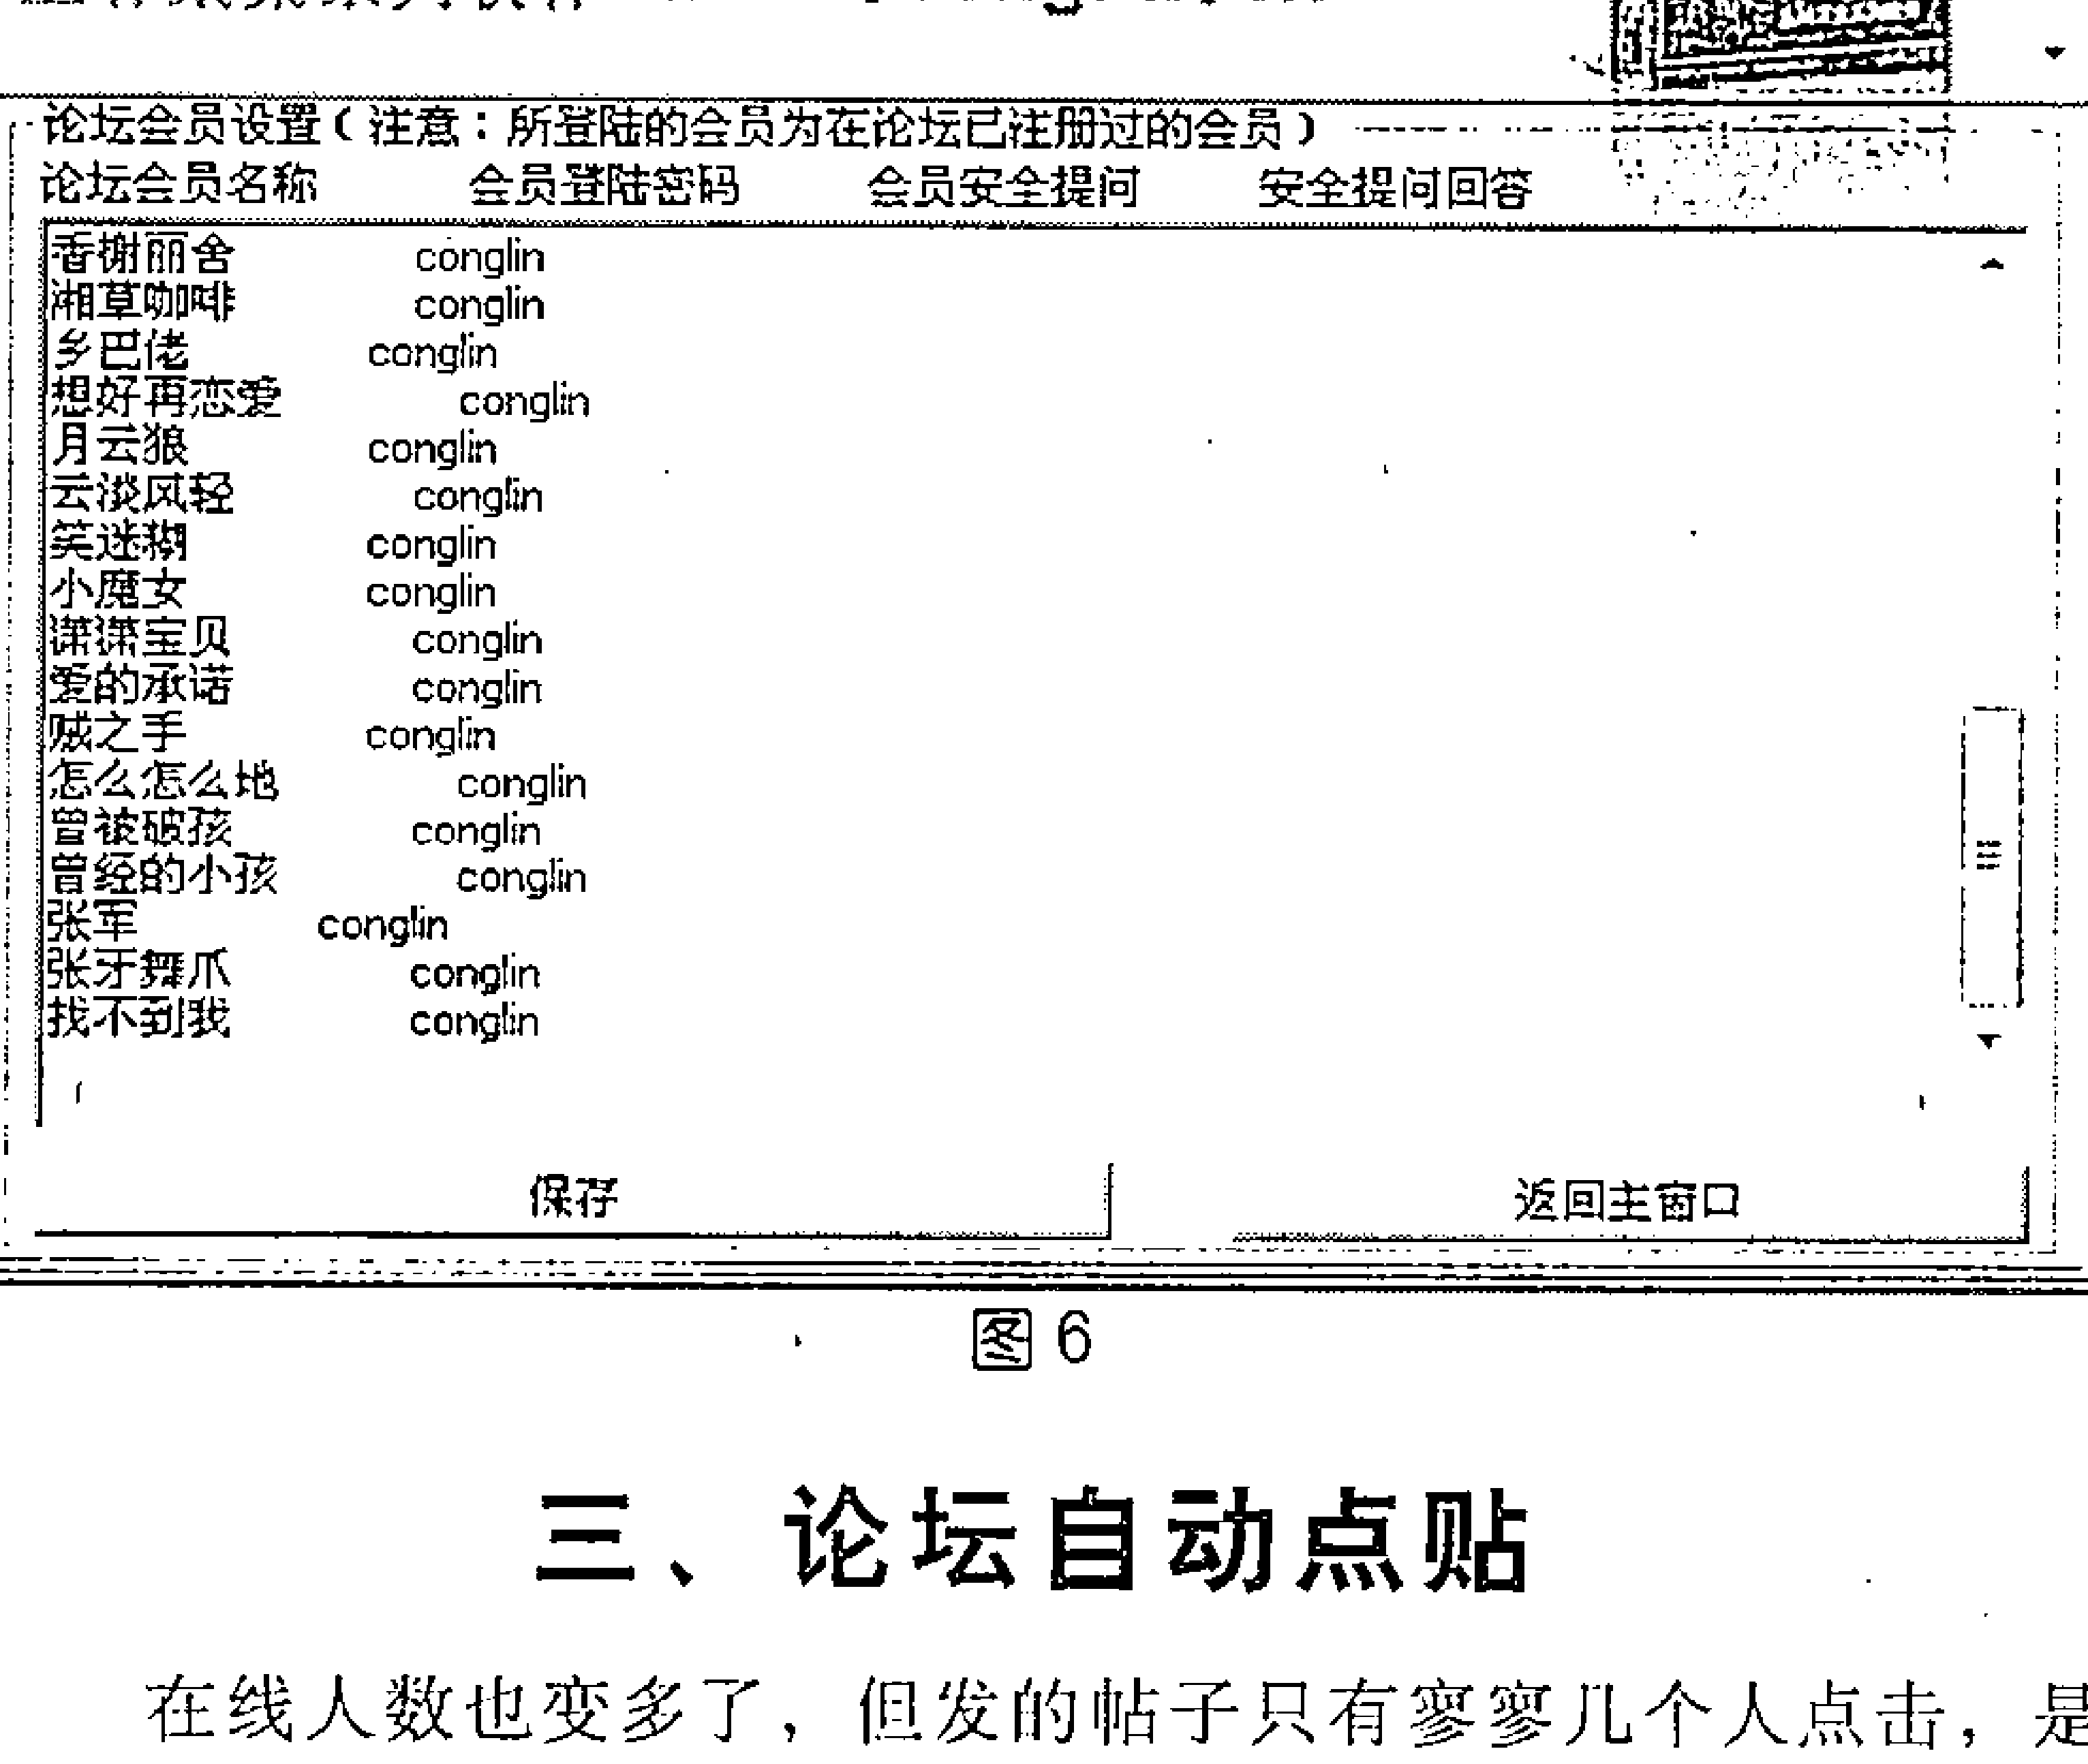 论坛会员设置(注意:所登陆的会员为在论坛已注册过的会员)
论坛会员名称 会员登陆密码 会员安全提问 安全提问回答
香榭丽舍 conglin
湘草咖啡 conglin
乡巴佬 conglin
想好再恋爱 conglin
月云狼 conglin
云淡风轻 conglin
笑迷糊 conglin
小魔女 conglin
潇潇宝贝 conglin
爱的承诺 conglin
贼之手 conglin
怎么怎么地 conglin
曾被破孩 conglin
曾经的小孩 conglin
张军 conglin
张牙舞爪 conglin
找不到我 conglin
保存 返回主窗口
图 6
三、论坛自动点贴
在线人数也变多了，但发的帖子只有寥寥几个人点击，是